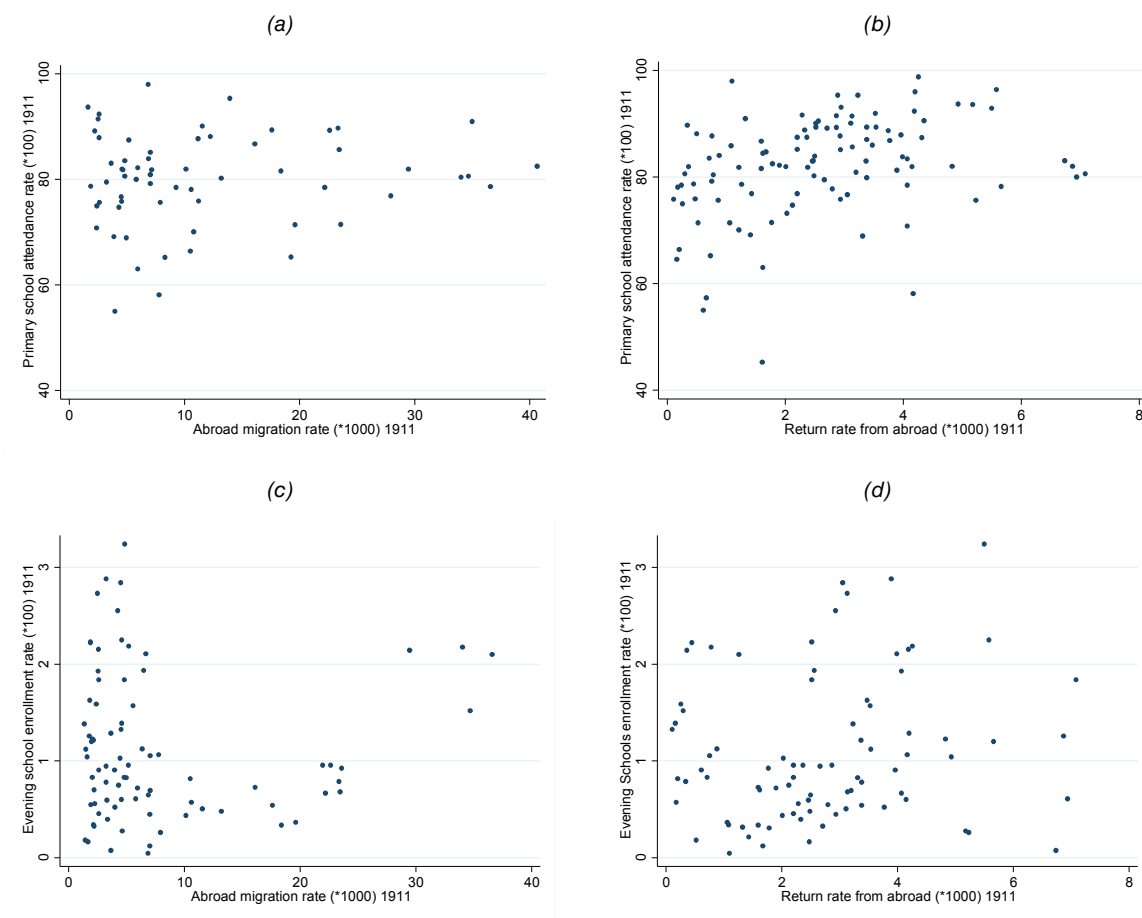 (a)
Primary school attendance rate (*100) 1911
100
80
60
40
0 10 20 30 40
Abroad migration rate (*1000) 1911
(b)
Primary school attendance rate (*100) 1911
100
80
60
40
0 2 4 6 8
Return rate from abroad (*1000) 1911
(c)
Evening school enrollment rate (*100) 1911
3
2
1
0
0 10 20 30 40
Abroad migration rate (*1000) 1911
(d)
Evening Schools enrollment rate (*100) 1911
3
2
1
0
0 2 4 6 8
Return rate from abroad (*1000) 1911